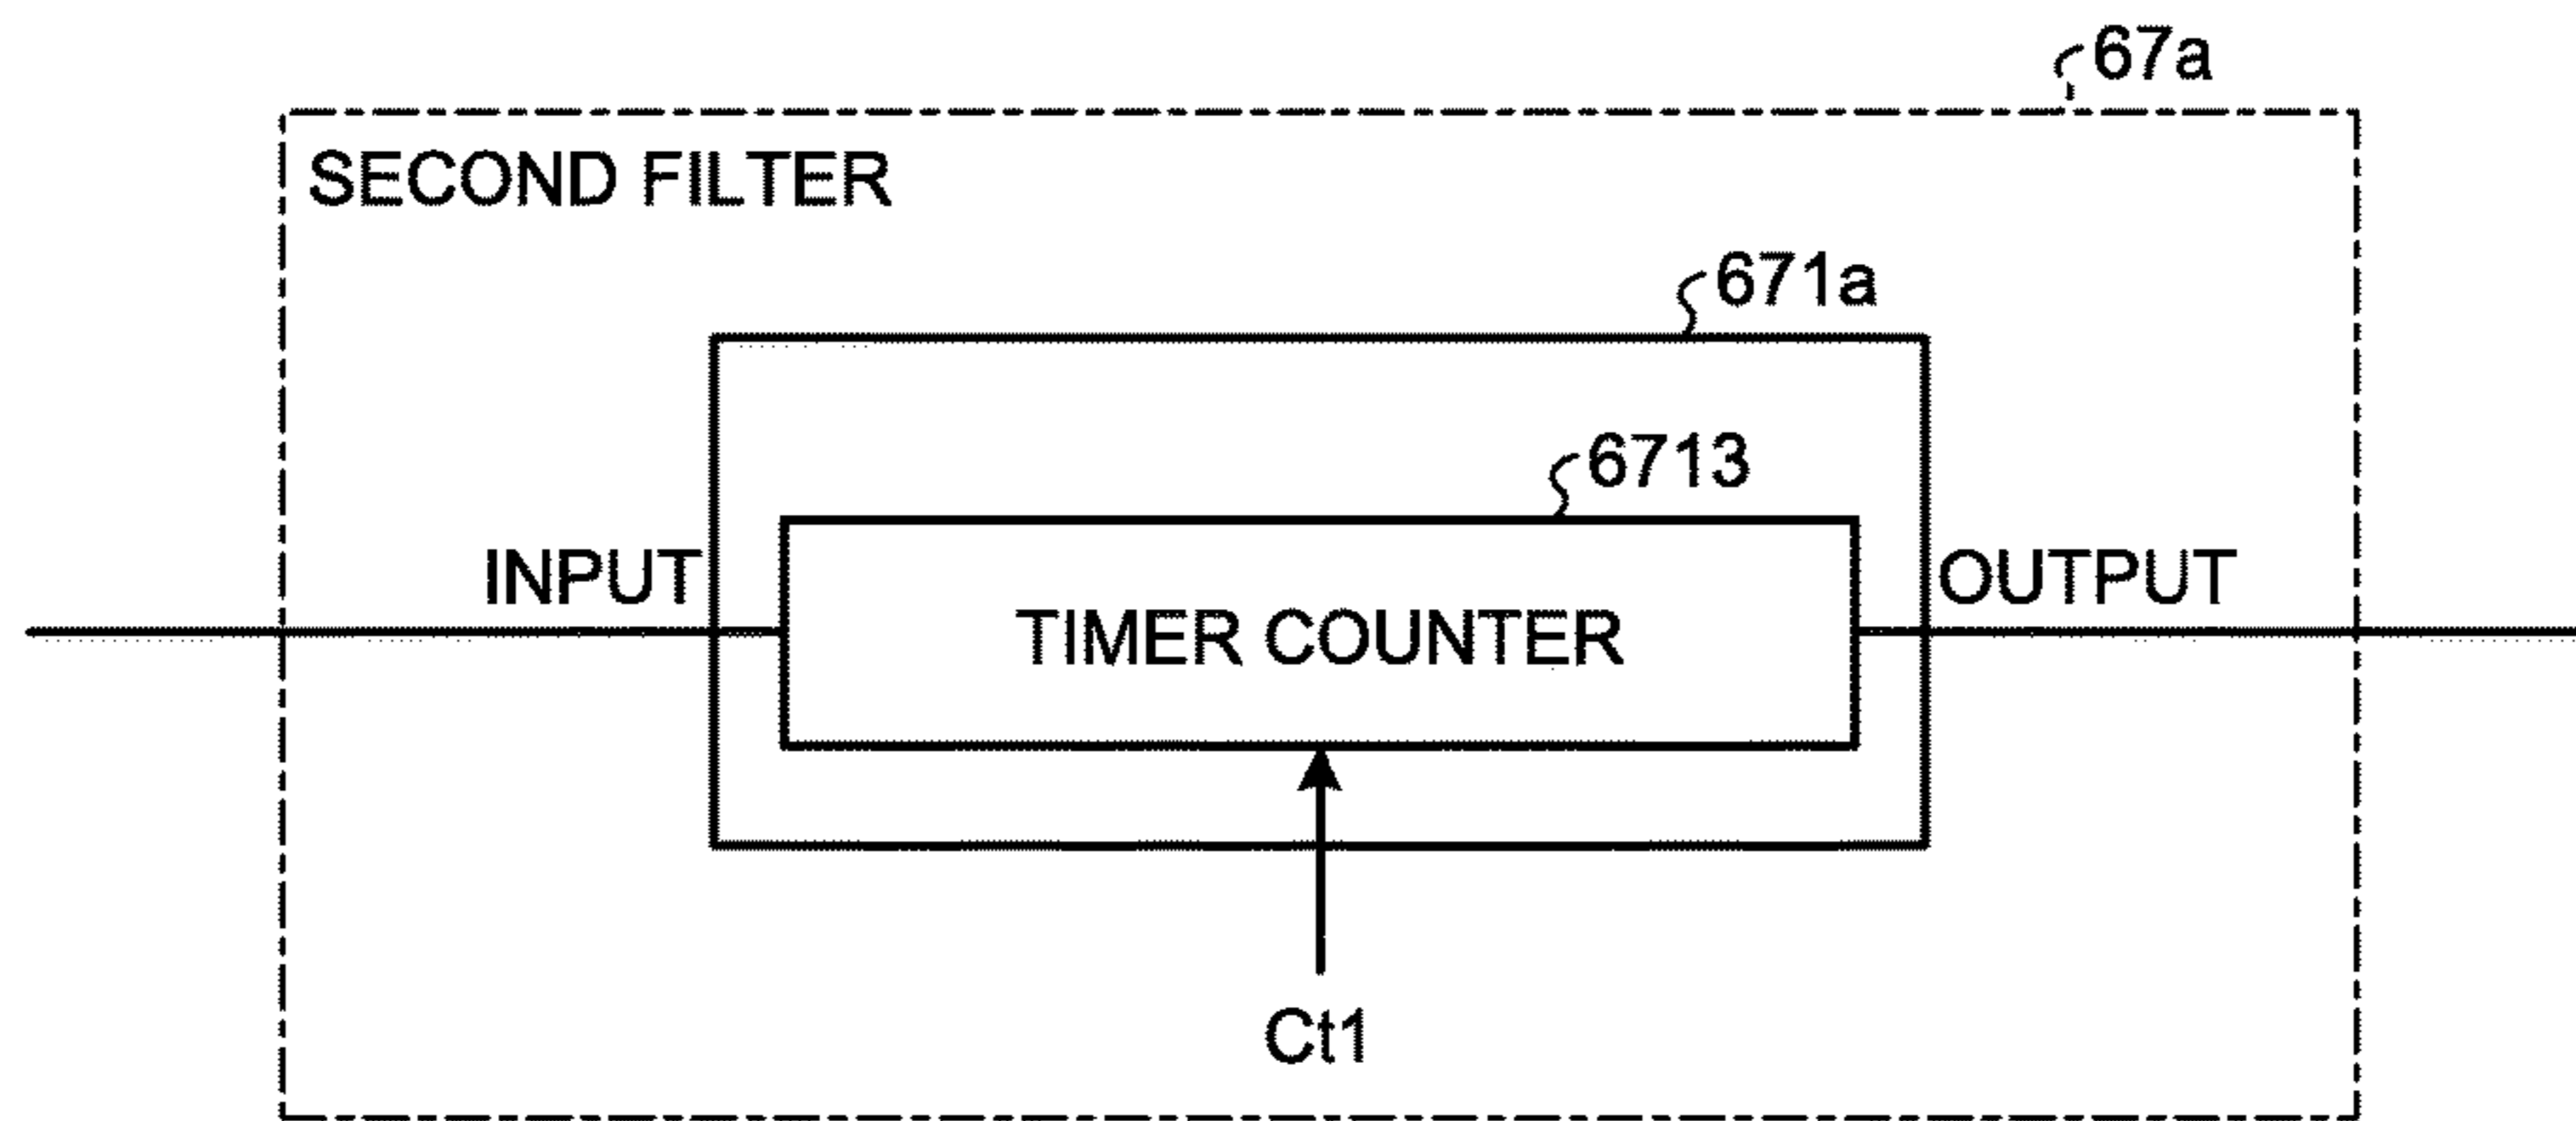 67a
SECOND FILTER
671a
6713
INPUT
OUTPUT
TIMER COUNTER
Ct1